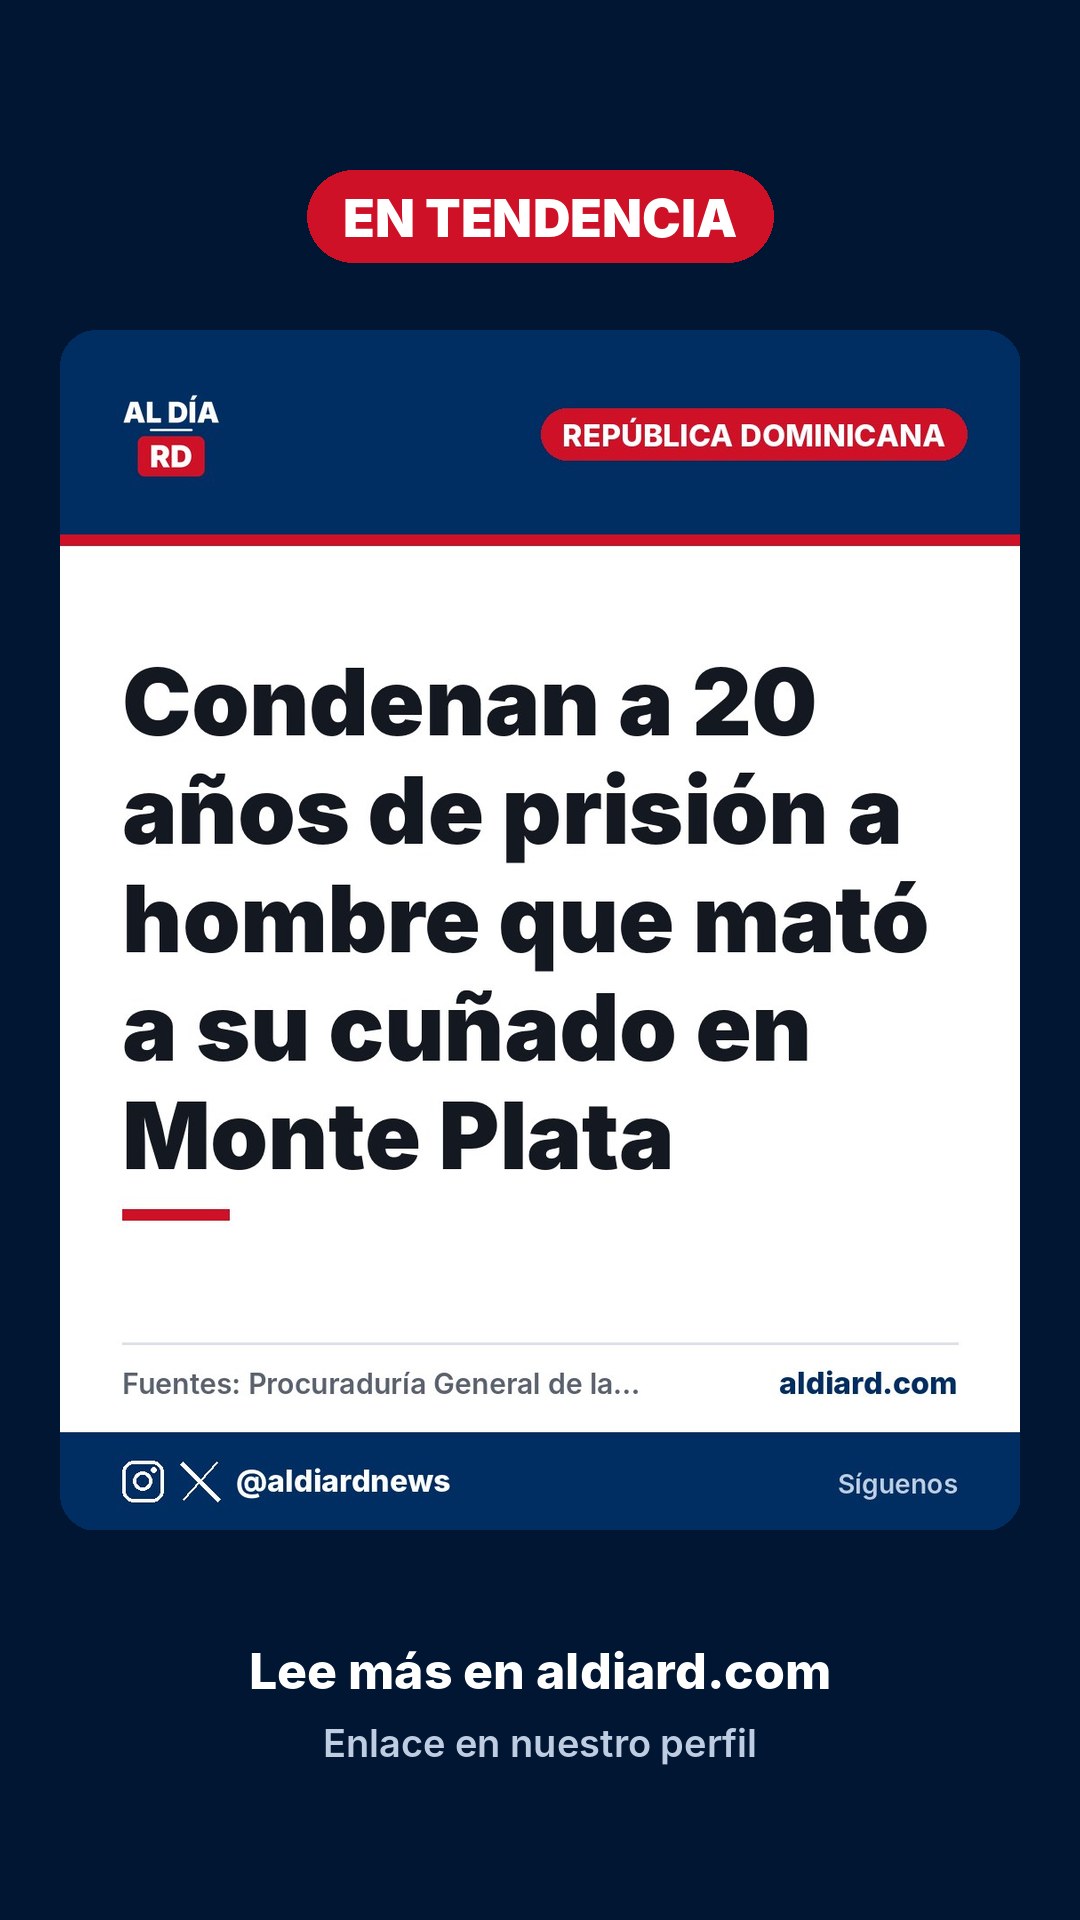 EN TENDENCIA
AL DÍA
RD
REPÚBLICA DOMINICANA
Condenan a 20
años de prisión a
hombre que mató
a su cuñado en
Monte Plata
Fuentes: Procuraduría General de la...
aldiard.com
@aldiardnews
Síguenos
Lee más en aldiard.com
Enlace en nuestro perfil